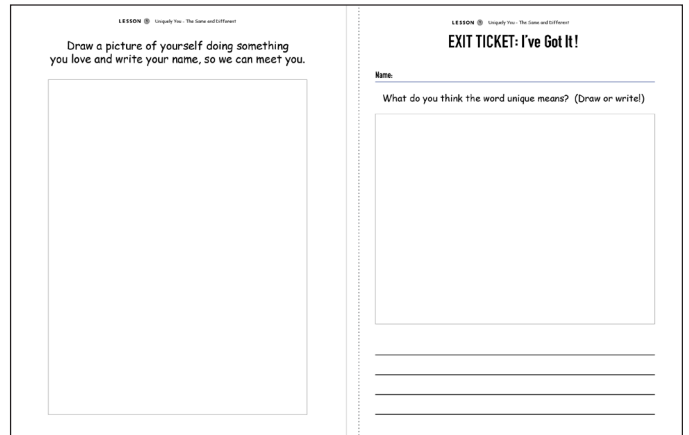 LESSON Uniquely You - The Same and Different
Draw a picture of yourself doing something
you love and write your name, so we can meet you.
LESSON Uniquely You - The Same and Different
EXIT TICKET: I've Got It!
Name:
What do you think the word unique means? (Draw or write!)